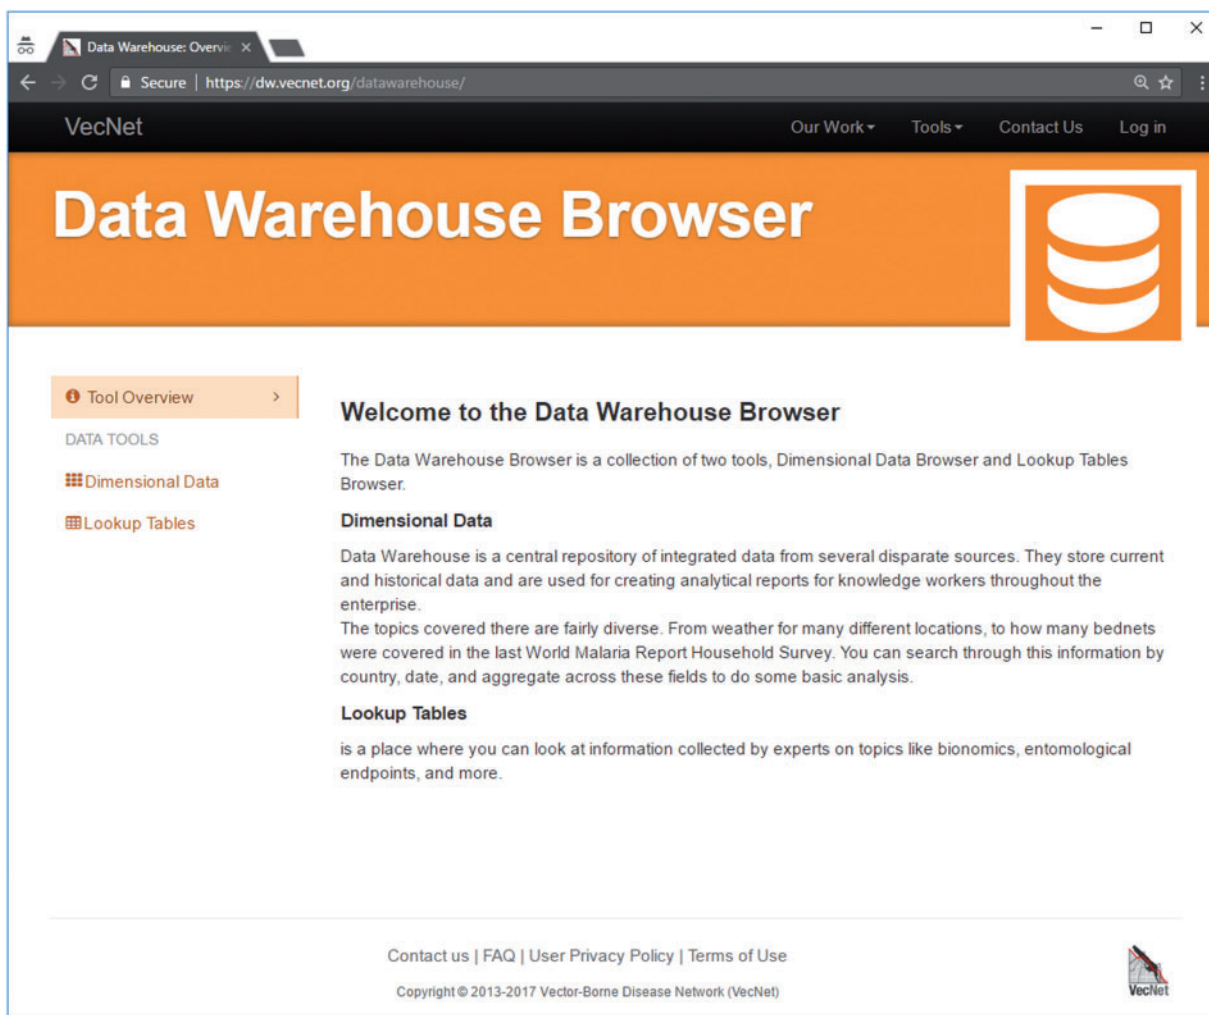 Data Warehouse: Overvie
Secure | https://dw.vecnet.org/datawarehouse/
VecNet Our Work Tools Contact Us Log in
Data Warehouse Browser
Tool Overview
DATA TOOLS
Dimensional Data
Lookup Tables
Welcome to the Data Warehouse Browser
The Data Warehouse Browser is a collection of two tools, Dimensional Data Browser and Lookup Tables
Browser.
Dimensional Data
Data Warehouse is a central repository of integrated data from several disparate sources. They store current
and historical data and are used for creating analytical reports for knowledge workers throughout the
enterprise.
The topics covered there are fairly diverse. From weather for many different locations, to how many bednets
were covered in the last World Malaria Report Household Survey. You can search through this information by
country, date, and aggregate across these fields to do some basic analysis.
Lookup Tables
is a place where you can look at information collected by experts on topics like bionomics, entomological
endpoints, and more.
Contact us | FAQ | User Privacy Policy | Terms of Use
Copyright © 2013-2017 Vector-Borne Disease Network (VecNet)
VecNet